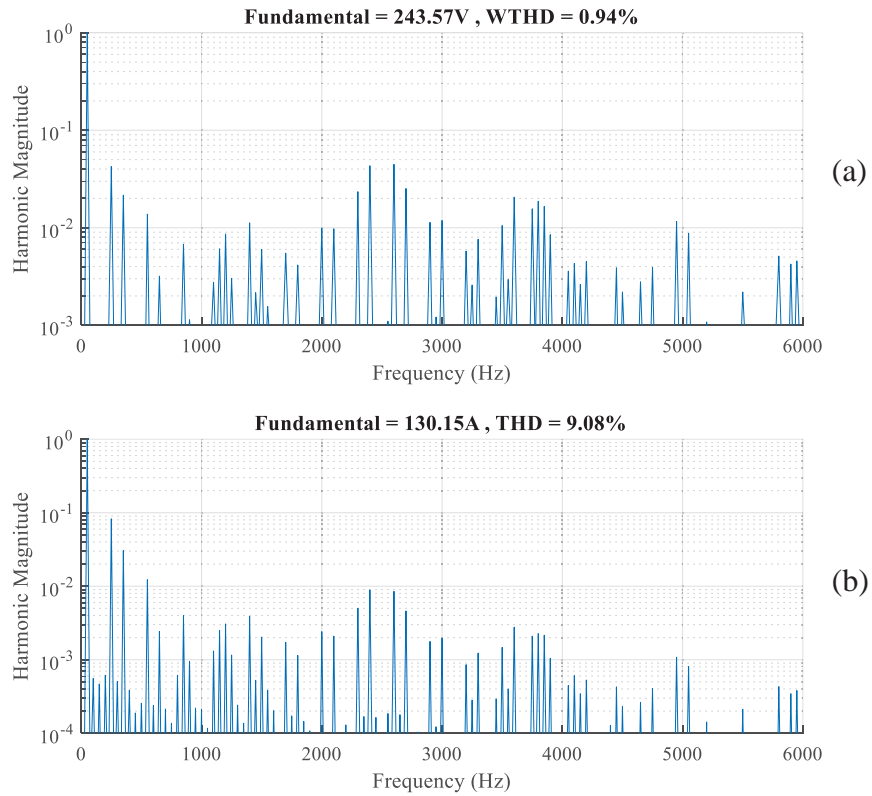 Fundamental = 243.57V , WTHD = 0.94%
10^0
10^-1
10^-2
10^-3
Harmonic Magnitude
0 1000 2000 3000 4000 5000 6000
Frequency (Hz)
(a)
Fundamental = 130.15A , THD = 9.08%
10^0
10^-1
10^-2
10^-3
10^-4
Harmonic Magnitude
0 1000 2000 3000 4000 5000 6000
Frequency (Hz)
(b)